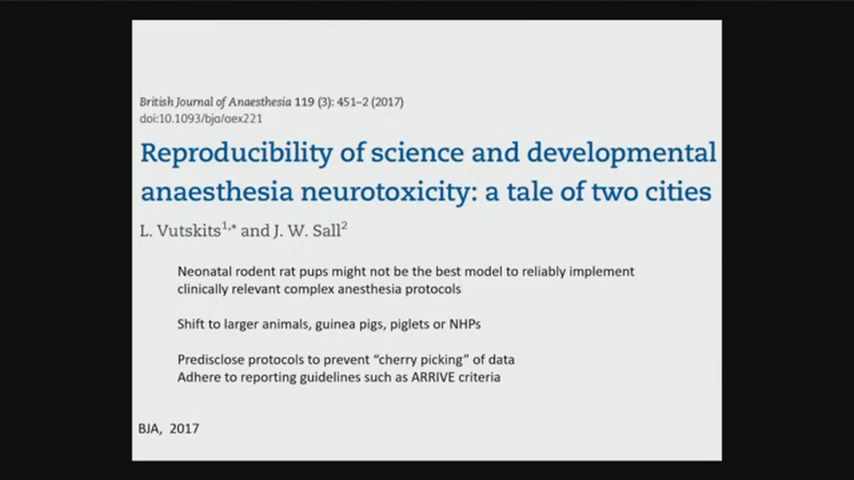 British Journal of Anaesthesia 119 (3): 451–2 (2017)
doi:10.1093/bja/aex221
Reproducibility of science and developmental
anaesthesia neurotoxicity: a tale of two cities
L. Vutskits1,* and J. W. Sall2
Neonatal rodent rat pups might not be the best model to reliably implement
clinically relevant complex anesthesia protocols
Shift to larger animals, guinea pigs, piglets or NHPs
Predisclose protocols to prevent “cherry picking” of data
Adhere to reporting guidelines such as ARRIVE criteria
BJA, 2017